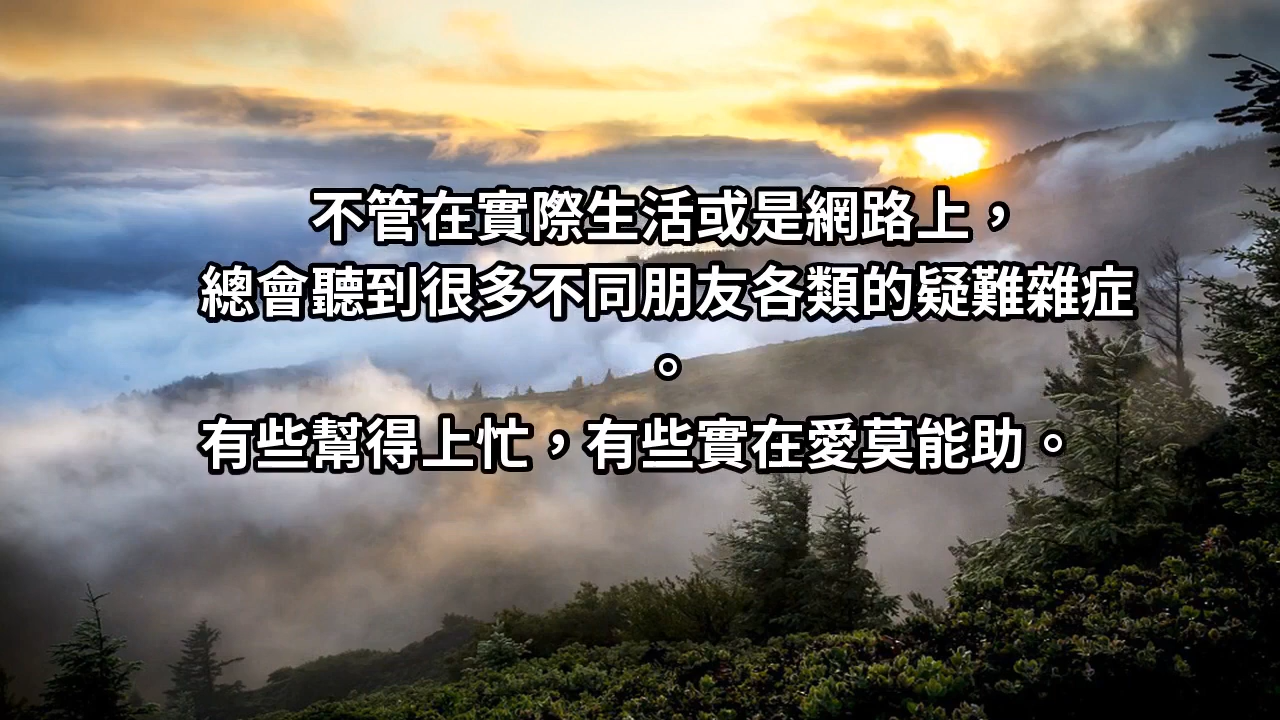 不管在實際生活或是網路上，
總會聽到很多不同朋友各類的疑難雜症
。
有些幫得上忙，有些實在愛莫能助。